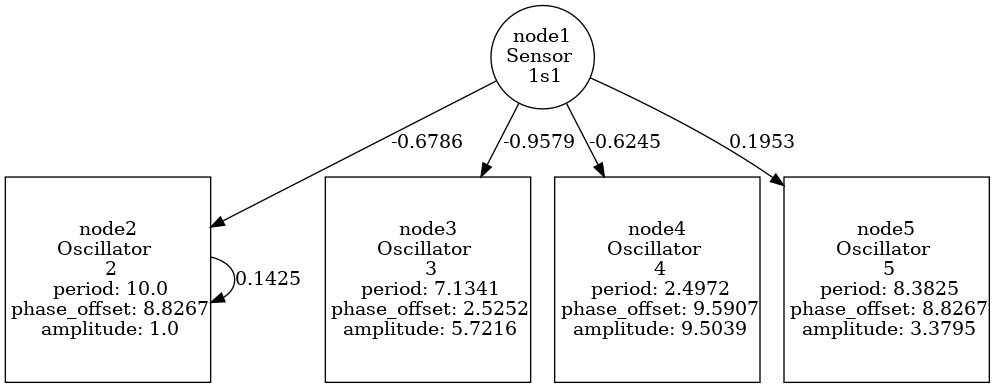 node1
Sensor
1s1
-0.6786
-0.9579
-0.6245
0.1953
node2
Oscillator
2
period: 10.0
phase_offset: 8.8267
amplitude: 1.0
0.1425
node3
Oscillator
3
period: 7.1341
phase_offset: 2.5252
amplitude: 5.7216
node4
Oscillator
4
period: 2.4972
phase_offset: 9.5907
amplitude: 9.5039
node5
Oscillator
5
period: 8.3825
phase_offset: 8.8267
amplitude: 3.3795